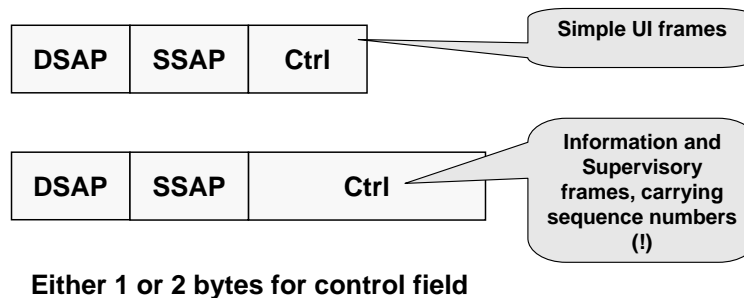 Simple UI frames
DSAP SSAP Ctrl
Information and
Supervisory
frames, carrying
sequence numbers
(!)
DSAP SSAP Ctrl
Either 1 or 2 bytes for control field